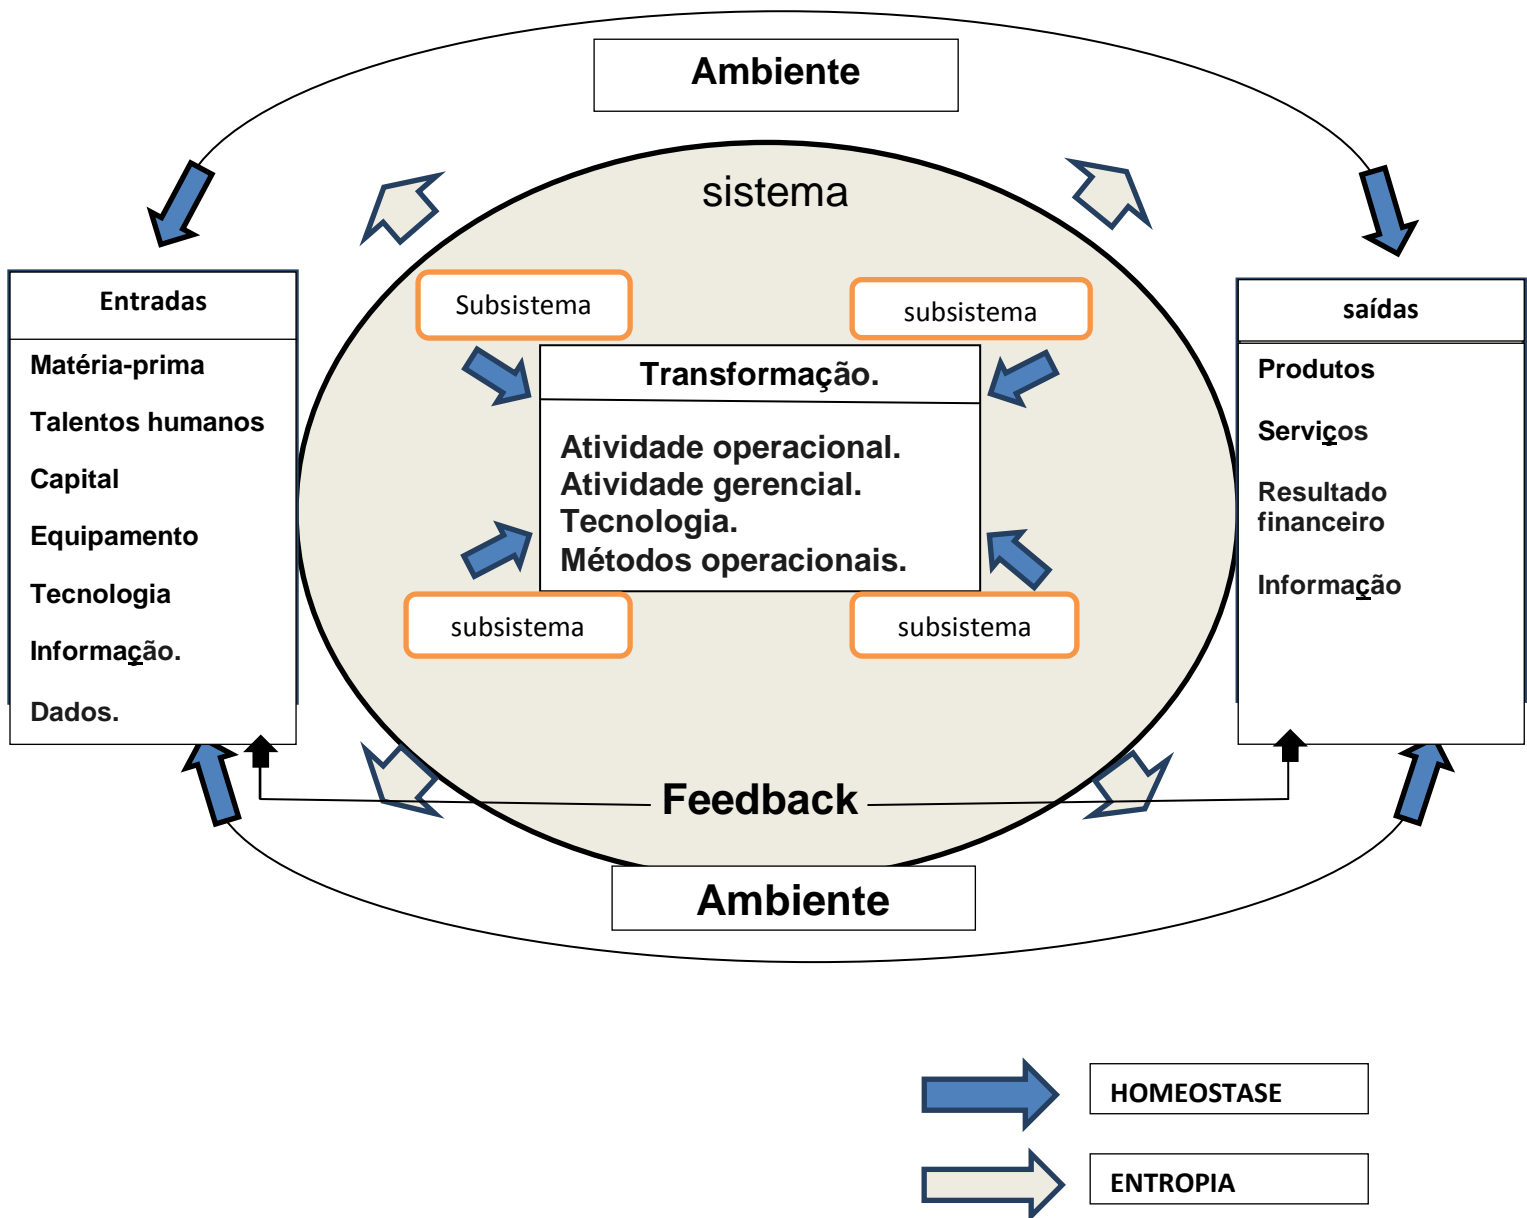 Ambiente
sistema
Entradas
Matéria-prima
Talentos humanos
Capital
Equipamento
Tecnologia
Informação.
Dados.
Subsistema
subsistema
Transformação.
Atividade operacional.
Atividade gerencial.
Tecnologia.
Métodos operacionais.
subsistema
subsistema
saídas
Produtos
Serviços
Resultado
financeiro
Informação
Feedback
Ambiente
HOMEOSTASE
ENTROPIA